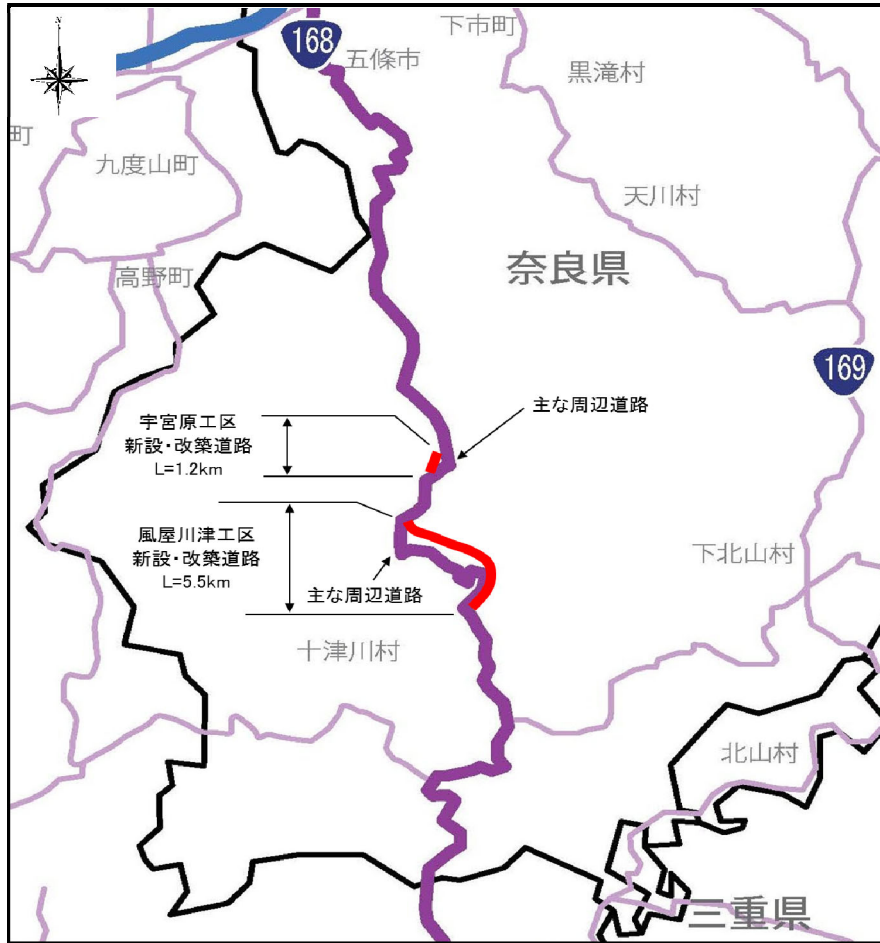 N
168
五條市
下市町
黒滝村
町
九度山町
天川村
奈良県
高野町
169
主な周辺道路
宇宮原工区
新設・改築道路
L=1.2km
風屋川津工区
新設・改築道路
L=5.5km
下北山村
主な周辺道路
十津川村
北山村
三重県